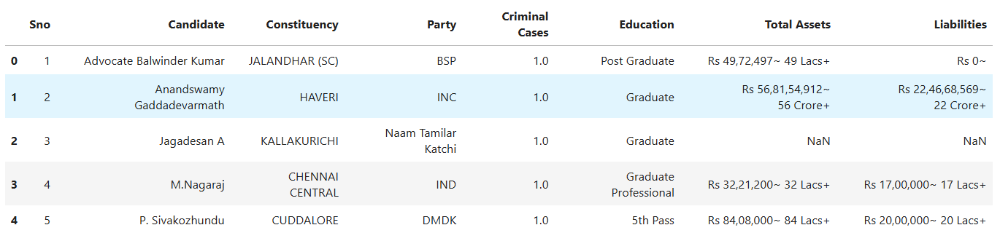 Sno Candidate Constituency Party Criminal Cases Education Total Assets Liabilities
0 1 Advocate Balwinder Kumar JALANDHAR (SC) BSP 1.0 Post Graduate Rs 49,72,497~ 49 Lacs+ Rs 0~
1 2 Anandswamy Gaddadevarmath HAVERI INC 1.0 Graduate Rs 56,81,54,912~ 56 Crore+ Rs 22,46,68,569~ 22 Crore+
2 3 Jagadesan A KALLAKURICHI Naam Tamilar Katchi 1.0 Graduate NaN NaN
3 4 M.Nagaraj CHENNAI CENTRAL IND 1.0 Graduate Professional Rs 32,21,200~ 32 Lacs+ Rs 17,00,000~ 17 Lacs+
4 5 P. Sivakozhundu CUDDALORE DMDK 1.0 5th Pass Rs 84,08,000~ 84 Lacs+ Rs 20,00,000~ 20 Lacs+